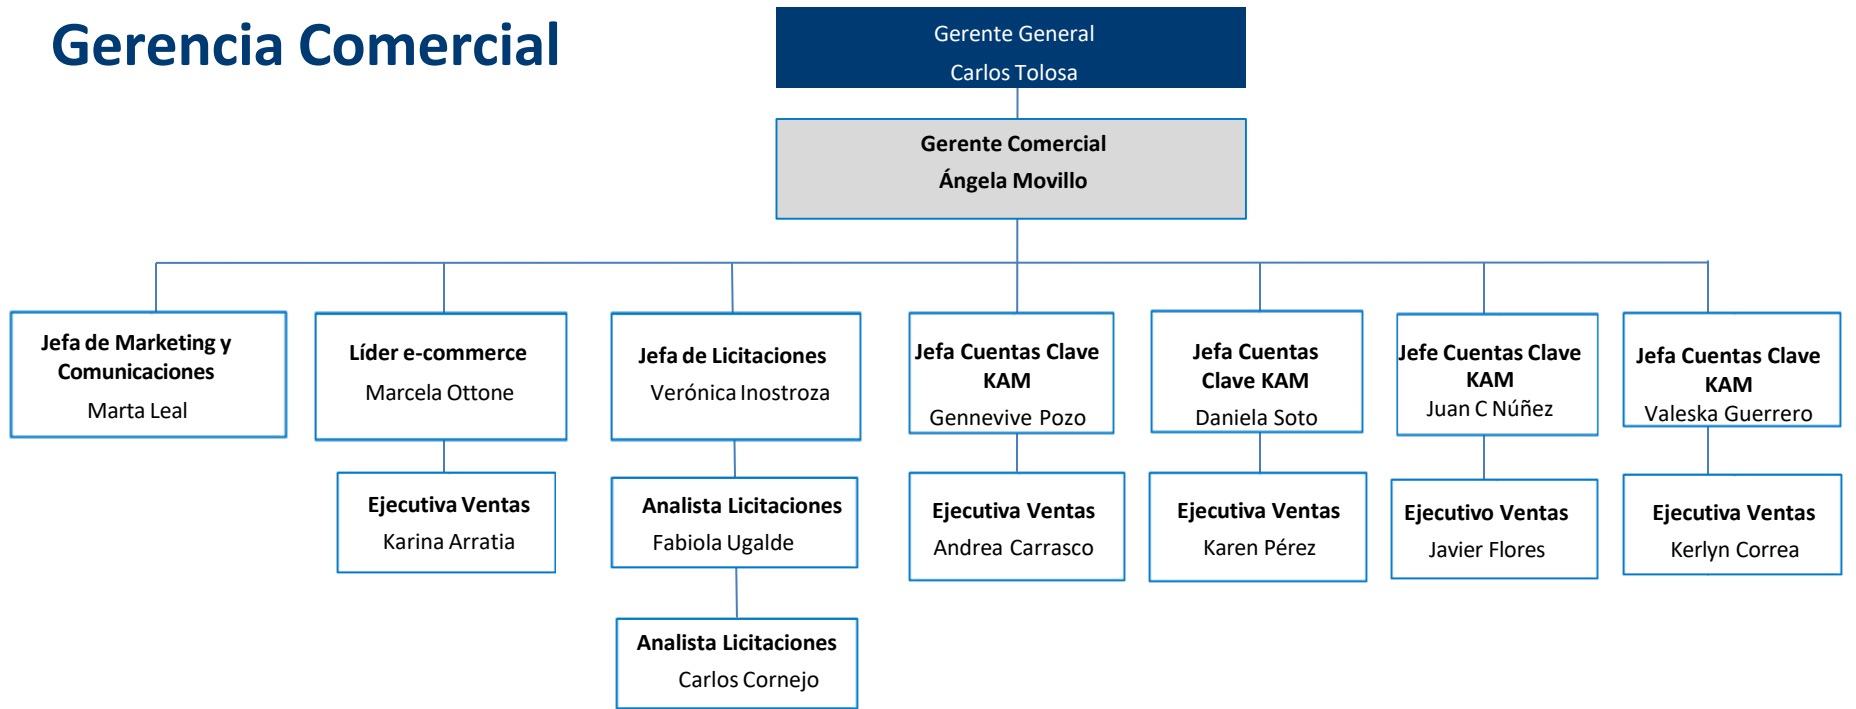 Gerencia Comercial
Gerente General
Carlos Tolosa
Gerente Comercial
Ángela Movillo
Jefa de Marketing y
Comunicaciones
Marta Leal
Líder e-commerce
Marcela Ottone
Jefa de Licitaciones
Verónica Inostroza
Jefa Cuentas Clave
KAM
Gennevive Pozo
Jefa Cuentas
Clave KAM
Daniela Soto
Jefe Cuentas Clave
KAM
Juan C Núñez
Jefa Cuentas Clave
KAM
Valeska Guerrero
Ejecutiva Ventas
Karina Arratia
Analista Licitaciones
Fabiola Ugalde
Ejecutiva Ventas
Andrea Carrasco
Ejecutiva Ventas
Karen Pérez
Ejecutivo Ventas
Javier Flores
Ejecutiva Ventas
Kerlyn Correa
Analista Licitaciones
Carlos Cornejo